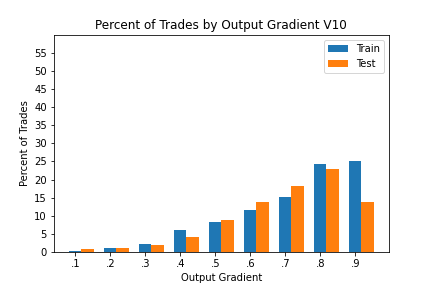 Percent of Trades by Output Gradient V10
Train
Test
Percent of Trades
55
50
45
40
35
30
25
20
15
10
5
0
.1 .2 .3 .4 .5 .6 .7 .8 .9
Output Gradient